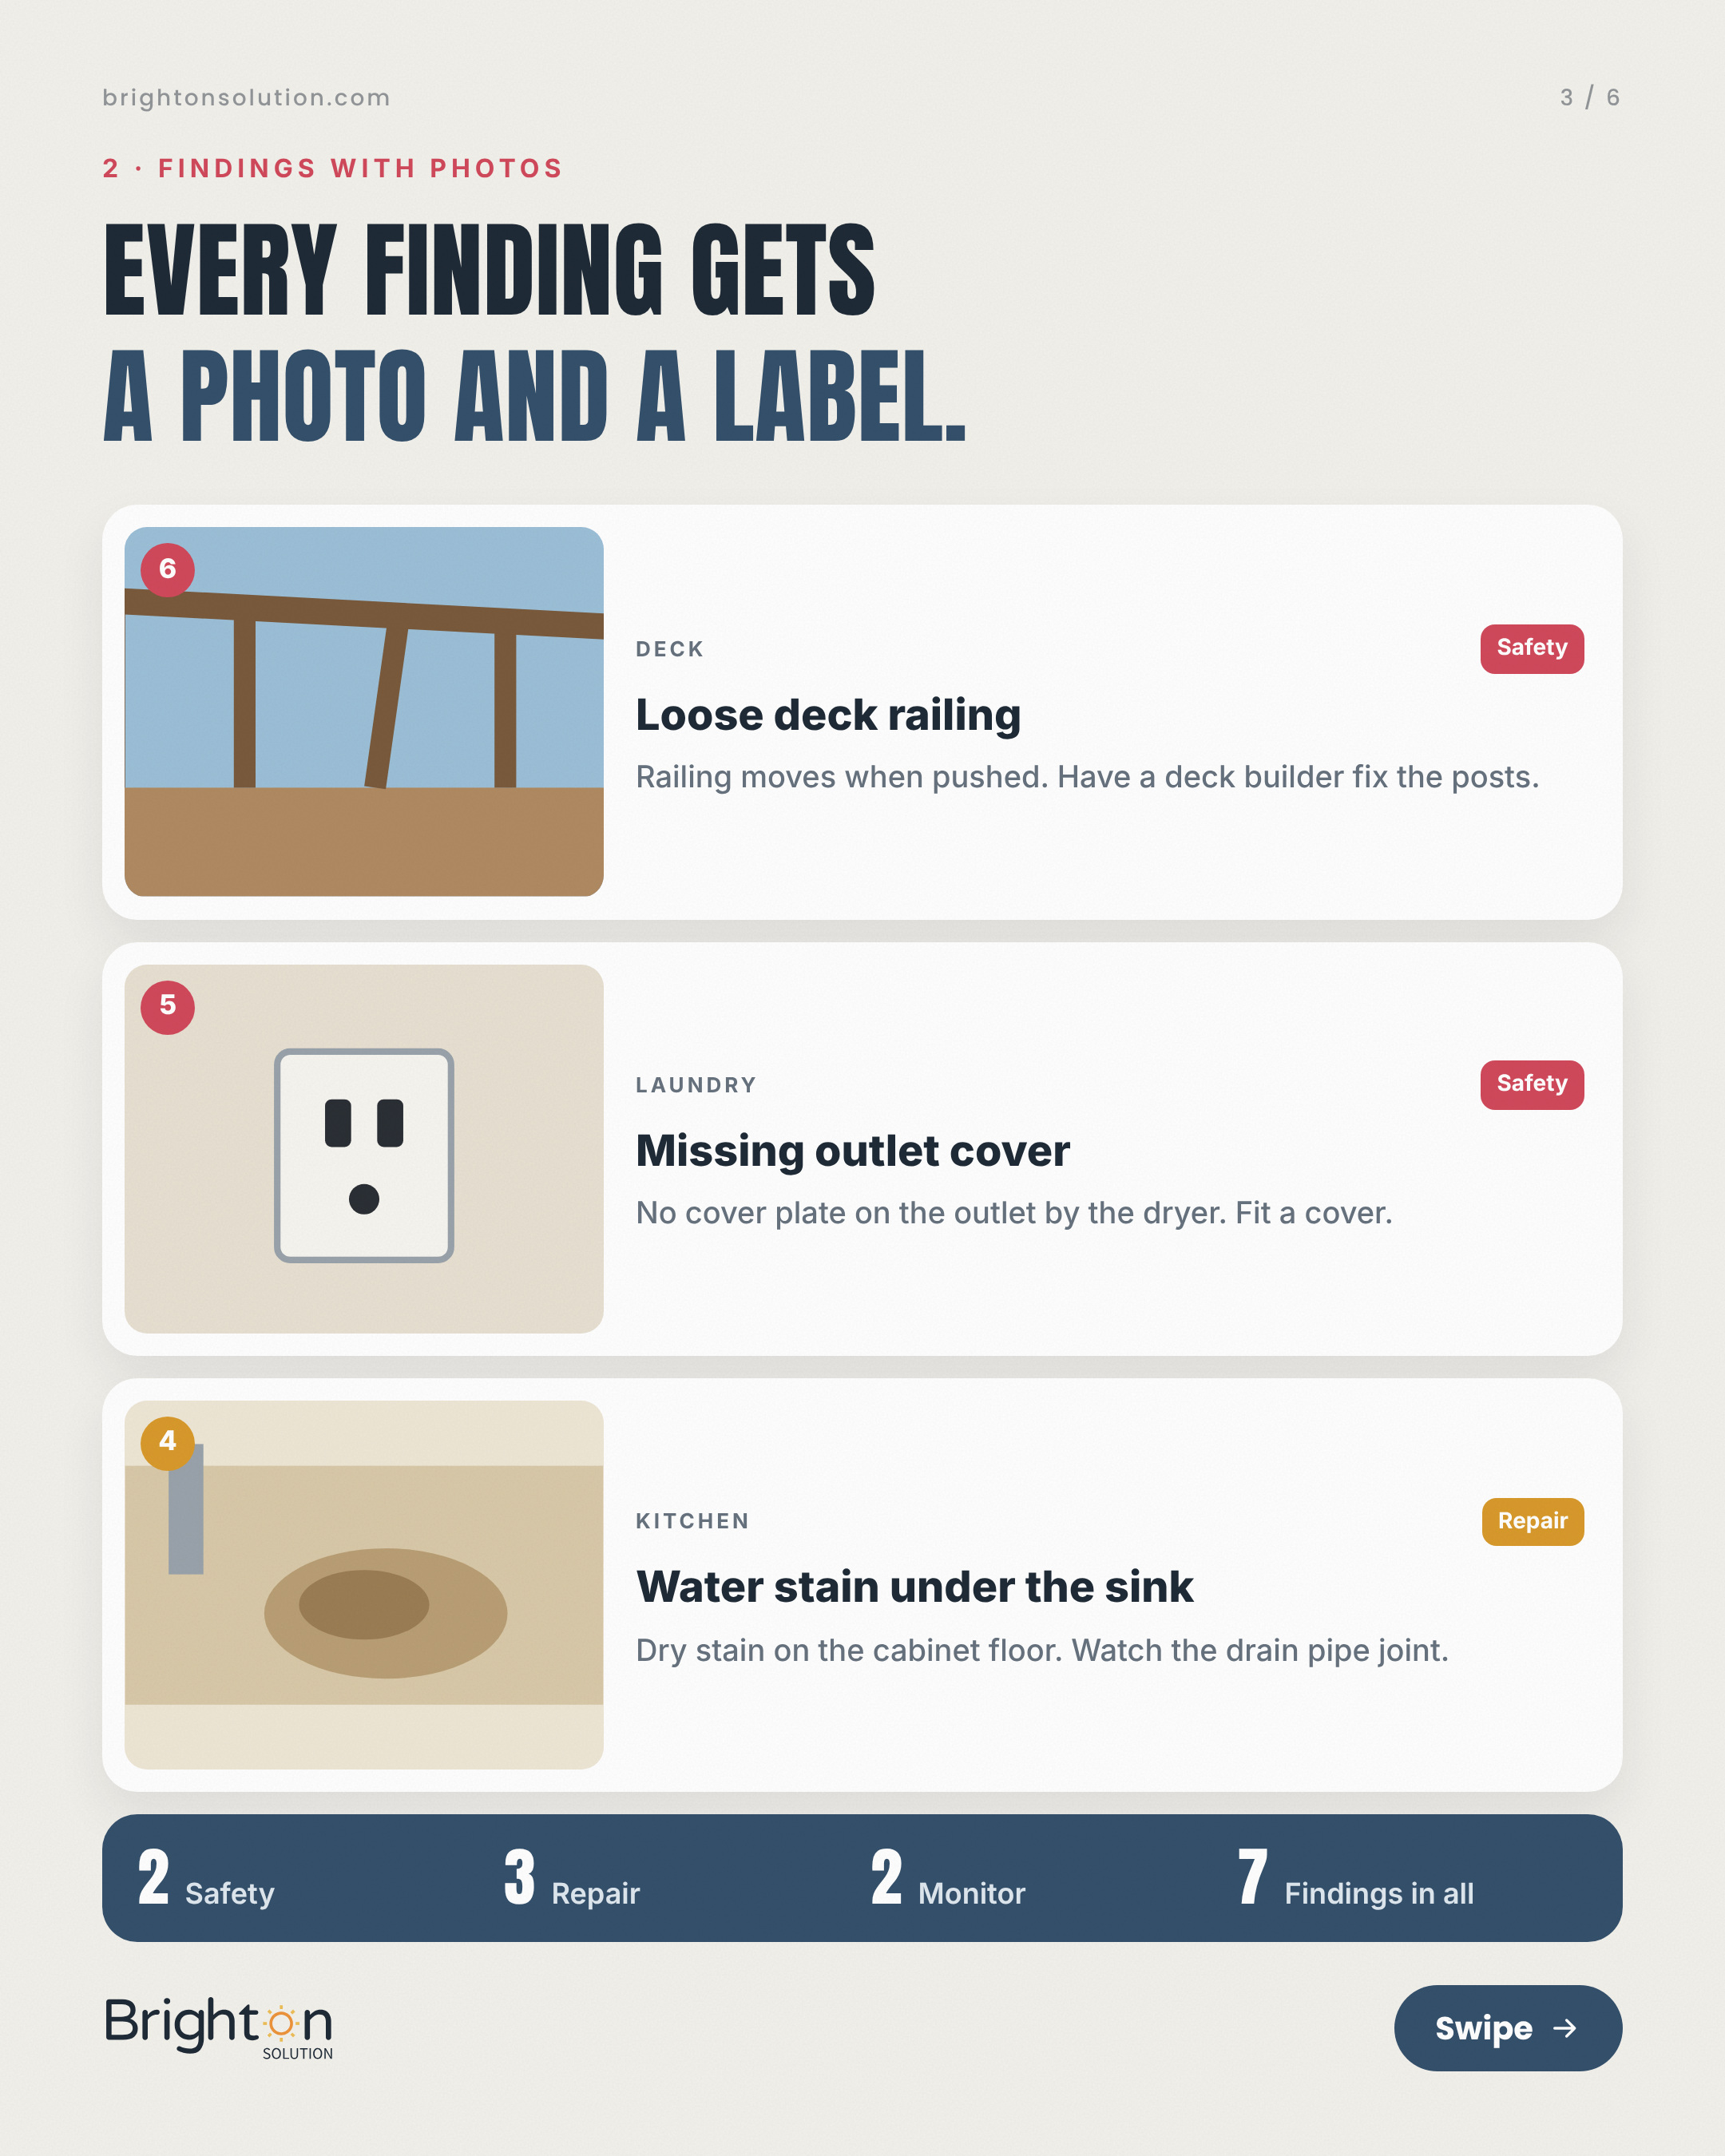 brightonsolution.com
3 / 6
2 · FINDINGS WITH PHOTOS
EVERY FINDING GETS
A PHOTO AND A LABEL.
6
DECK
Safety
Loose deck railing
Railing moves when pushed. Have a deck builder fix the posts.
5
LAUNDRY
Safety
Missing outlet cover
No cover plate on the outlet by the dryer. Fit a cover.
4
KITCHEN
Repair
Water stain under the sink
Dry stain on the cabinet floor. Watch the drain pipe joint.
2 Safety
3 Repair
2 Monitor
7 Findings in all
Brighton
SOLUTION
Swipe →